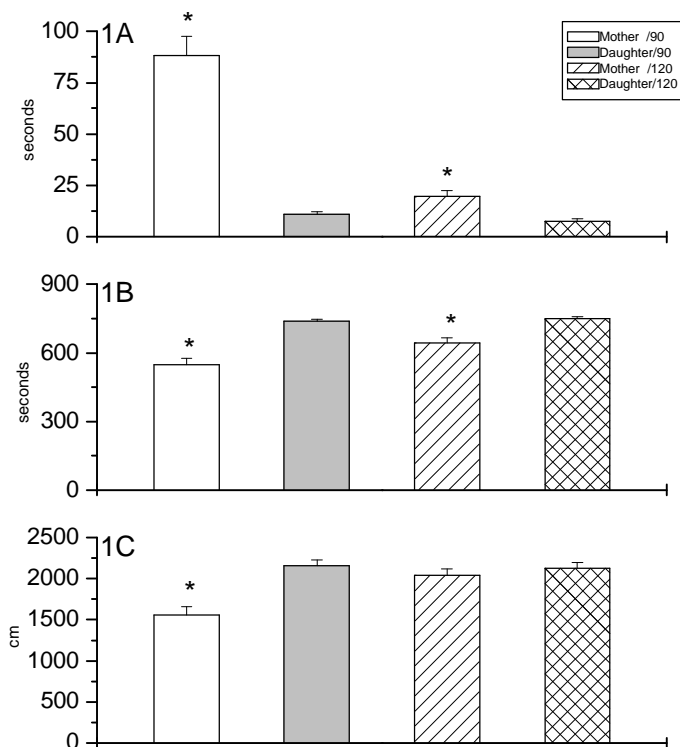 1A
*
*
100
75
50
25
0
seconds
Mother /90
Daughter/90
Mother /120
Daughter/120
1B
*
*
900
600
300
0
seconds
1C
*
2500
2000
1500
1000
500
0
cm